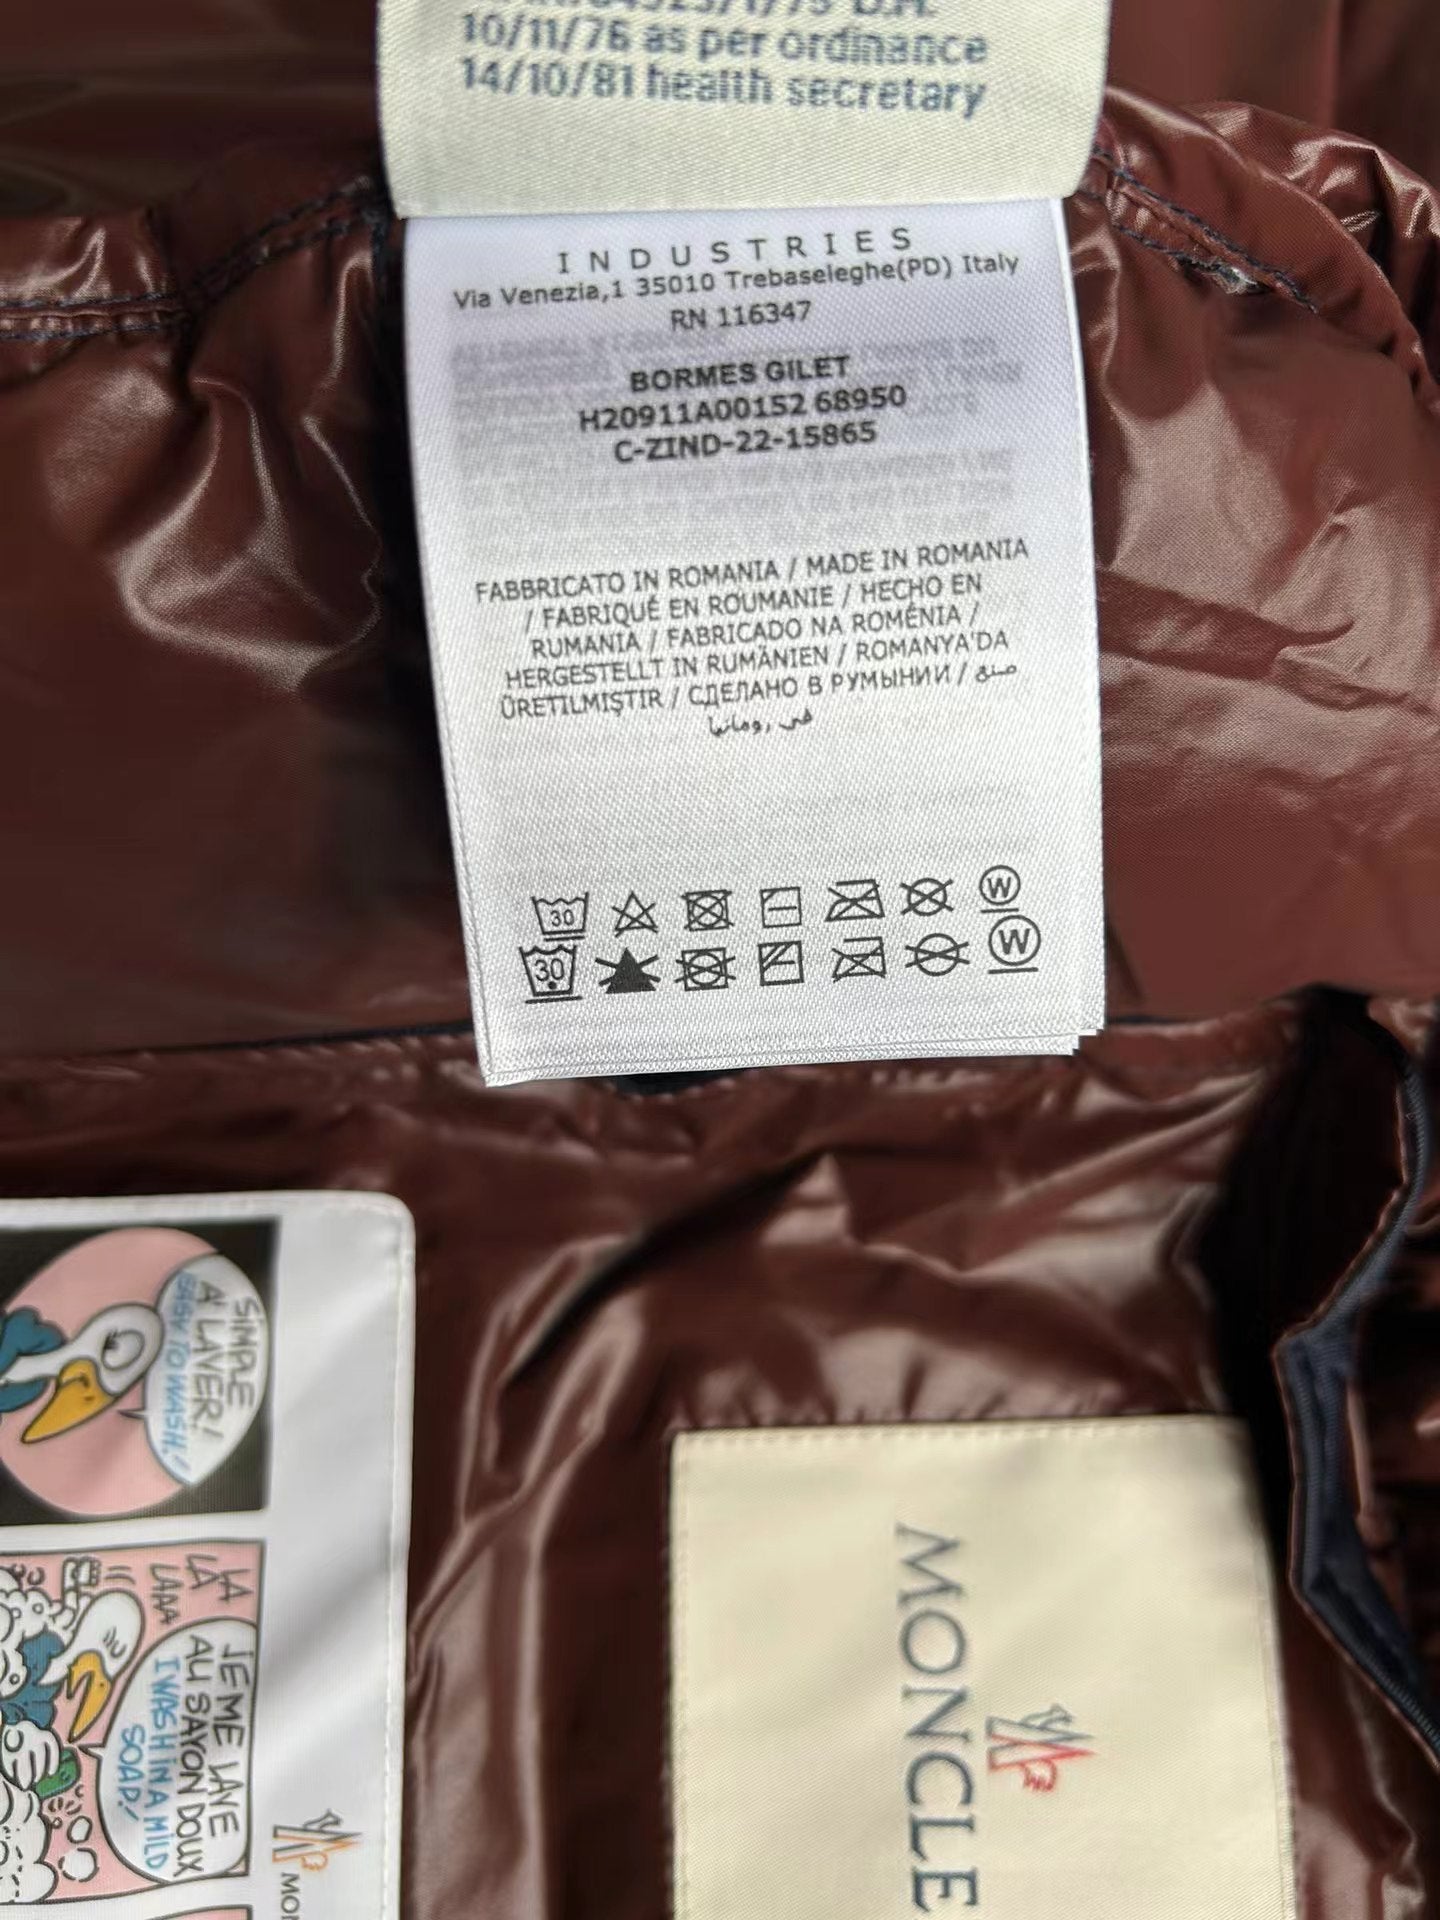 10/11/76 as per ordinance
14/10/81 health secretary
INDUSTRIES
Via Venezia,1 35010 Trebaseleghe(PD) Italy
RN 116347
BORMES GILET
H20911A00152 68950
C-ZIND-22-15865
FABBRICATO IN ROMANIA / MADE IN ROMANIA
/ FABRIQUÉ EN ROUMANIE / HECHO EN
RUMANIA / FABRICADO NA ROMÉNIA /
HERGESTELLT IN RUMÄNIEN / ROMANYA'DA
ÜRETILMIŞTIR / СДЕЛАНО В РУМЫНИИ / صنع
في رومانيا
30
W
30
W
SIMPLE
A' LAVER!
EASY TO WASH!
LA
LA
LAAA
JE ME LAVE
AU SAVON DOUX
I WASH IN A MILD
SOAP!
MON
MONCLE